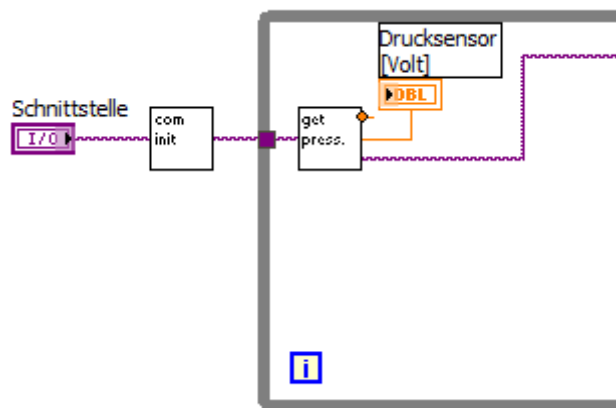 Drucksensor
[Volt]
DBL
Schnittstelle
I/O
com
init
get
press.
i